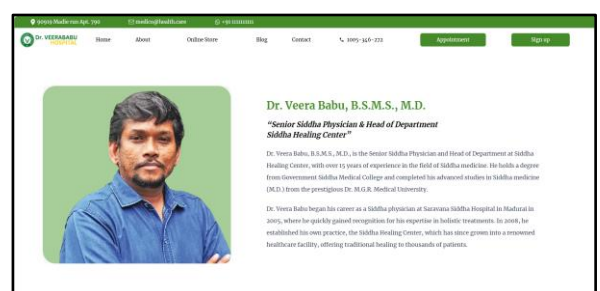 90919 Madie run Apt. 790
medico@health.care
Dr. VEERABABU
HOSPITAL
Home
About
Online Store
Blog
Contact
1005-346-272
Appointment
Sign up
Dr. Veera Babu, B.S.M.S., M.D.
“Senior Siddha Physician & Head of Department
Siddha Healing Center”
Dr. Veera Babu, B.S.M.S., M.D., is the Senior Siddha Physician and Head of Department at Siddha
Healing Center, with over 15 years of experience in the field of Siddha medicine. He holds a degree
from Government Siddha Medical College and completed his advanced studies in Siddha medicine
(M.D.) from the prestigious Dr. M.G.R. Medical University.
Dr. Veera Babu began his career as a Siddha physician at Saravana Siddha Hospital in Madurai in
2005, where he quickly gained recognition for his expertise in holistic treatments. In 2008, he
established his own practice, the Siddha Healing Center, which has since grown into a renowned
healthcare facility, offering traditional healing to thousands of patients.